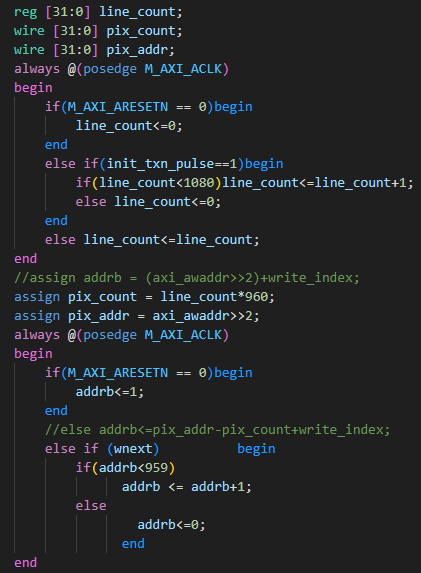 reg [31:0] line_count;
wire [31:0] pix_count;
wire [31:0] pix_addr;
always @(posedge M_AXI_ACLK)
begin
    if(M_AXI_ARESETN == 0)begin
        line_count<=0;
    end
    else if(init_txn_pulse==1)begin
        if(line_count<1080)line_count<=line_count+1;
        else line_count<=0;
    end
    else line_count<=line_count;
end
//assign addrb = (axi_awaddr>>2)+write_index;
assign pix_count = line_count*960;
assign pix_addr = axi_awaddr>>2;
always @(posedge M_AXI_ACLK)
begin
    if(M_AXI_ARESETN == 0)begin
        addrb<=1;
    end
    //else addrb<=pix_addr-pix_count+write_index;
    else if (wnext)          begin
        if(addrb<959)
              addrb <= addrb+1;
        else
                addrb<=0;
              end
end